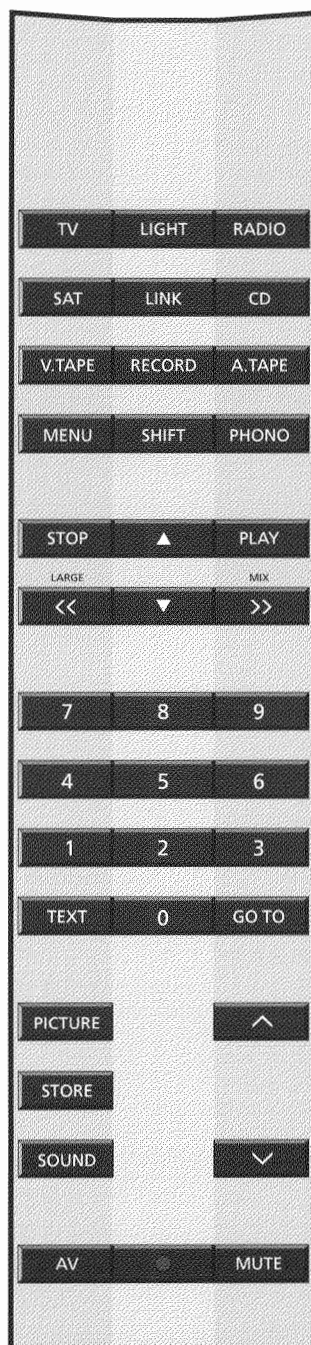 TV LIGHT RADIO
SAT LINK CD
V.TAPE RECORD A.TAPE
MENU SHIFT PHONO
STOP ▲ PLAY
LARGE MIX
<< ▼ >>
7 8 9
4 5 6
1 2 3
TEXT 0 GO TO
PICTURE
STORE
SOUND
AV MUTE